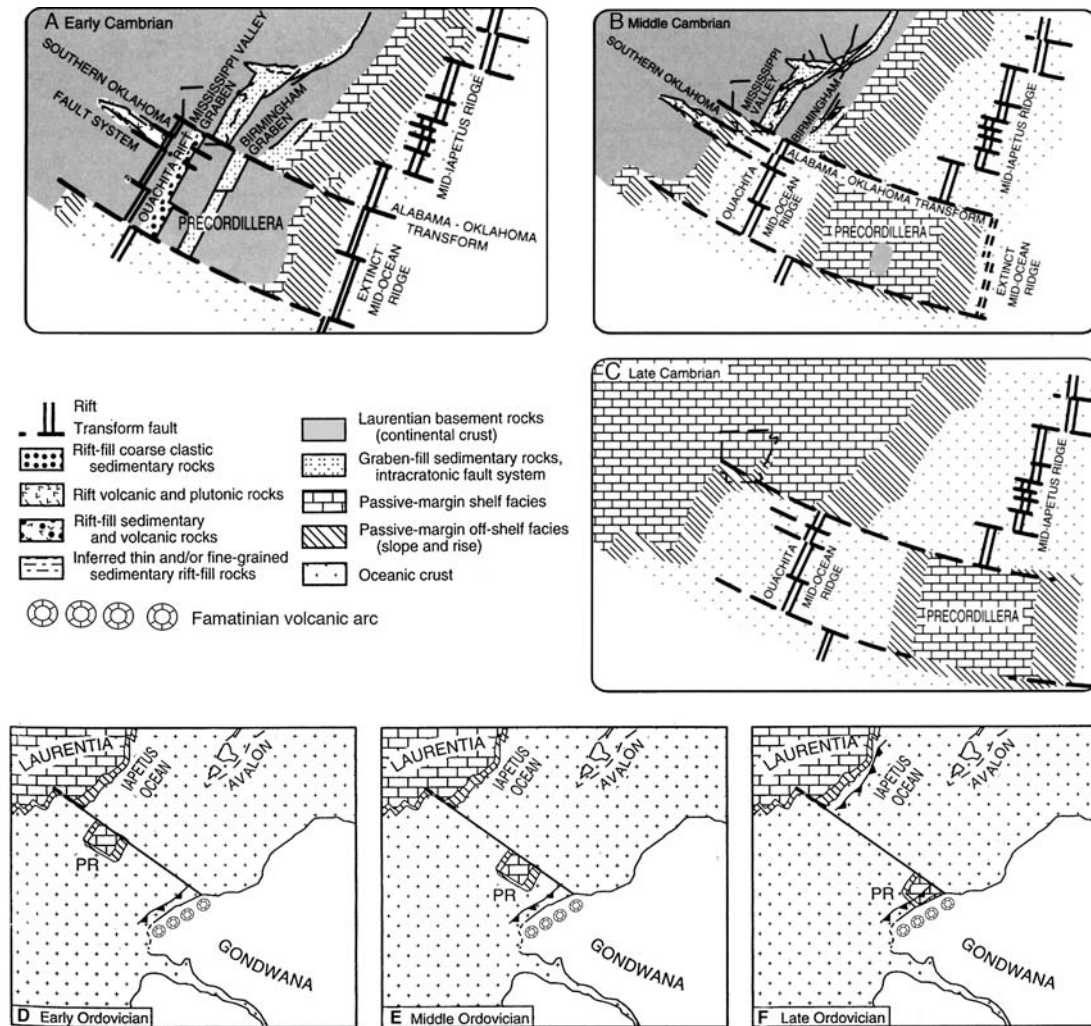 A Early Cambrian
SOUTHERN OKLAHOMA
FAULT SYSTEM
MISSISSIPPI VALLEY
GRABEN
BIRMINGHAM
GRABEN
OUACHITA RIFT
PRECORDILLERA
MID-IAPETUS RIDGE
ALABAMA - OKLAHOMA
TRANSFORM
EXTINCT
MID-OCEAN
RIDGE
B Middle Cambrian
SOUTHERN OKLAHOMA
MISSISSIPPI
VALLEY
BIRMINGHAM
ALABAMA - OKLAHOMA TRANSFORM
OUACHITA
MID-OCEAN
RIDGE
PRECORDILLERA
MID-IAPETUS RIDGE
EXTINCT
MID-OCEAN
RIDGE
C Late Cambrian
OUACHITA
MID-OCEAN
RIDGE
MID-IAPETUS RIDGE
PRECORDILLERA
Rift
Transform fault
Rift-fill coarse clastic
sedimentary rocks
Rift volcanic and plutonic rocks
Rift-fill sedimentary
and volcanic rocks
Inferred thin and/or fine-grained
sedimentary rift-fill rocks
Laurentian basement rocks
(continental crust)
Graben-fill sedimentary rocks,
intracratonic fault system
Passive-margin shelf facies
Passive-margin off-shelf facies
(slope and rise)
Oceanic crust
Famatinian volcanic arc
LAURENTIA
IAPETUS
OCEAN
AVALON
PR
GONDWANA
D Early Ordovician
LAURENTIA
IAPETUS
OCEAN
AVALON
PR
GONDWANA
E Middle Ordovician
LAURENTIA
IAPETUS
OCEAN
AVALON
PR
GONDWANA
F Late Ordovician